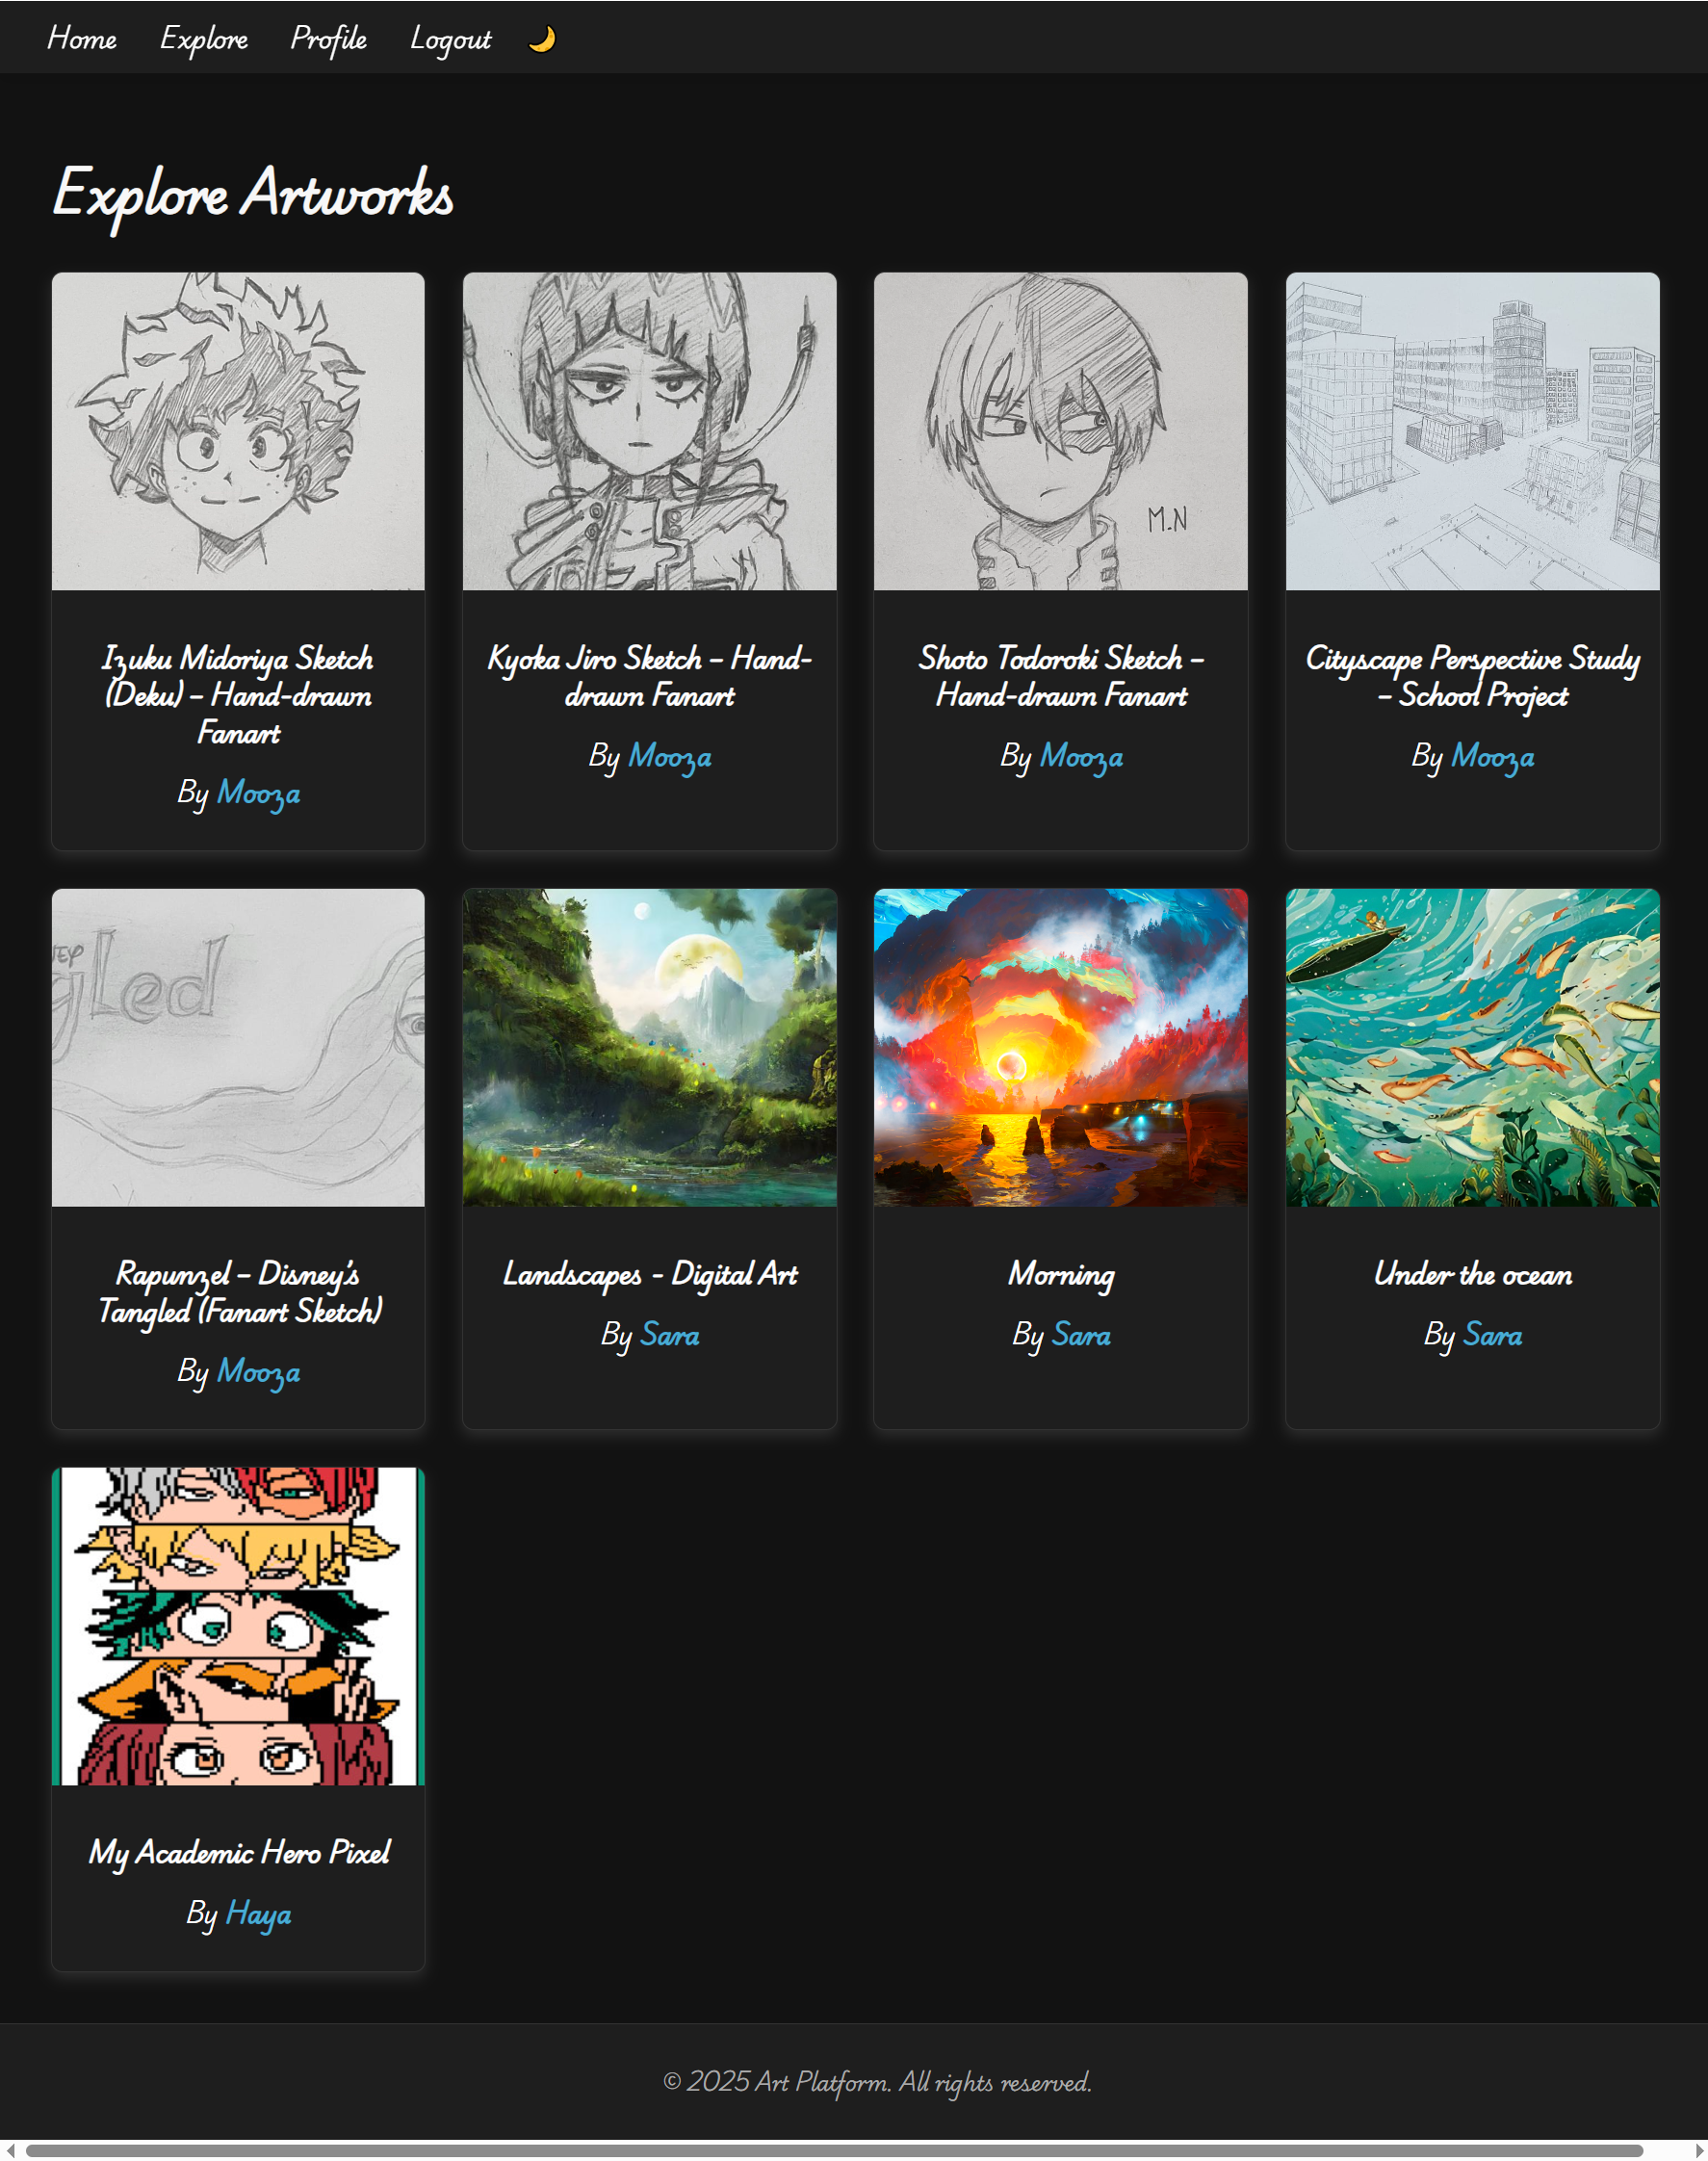 Home Explore Profile Logout
Explore Artworks
M.N
Izuku Midoriya Sketch
(Deku) – Hand-drawn
Fanart
By Mooza
Kyoka Jiro Sketch – Hand-
drawn Fanart
By Mooza
Shoto Todoroki Sketch –
Hand-drawn Fanart
By Mooza
Cityscape Perspective Study
– School Project
By Mooza
gled
Rapunzel – Disney's
Tangled (Fanart Sketch)
By Mooza
Landscapes - Digital Art
By Sara
Morning
By Sara
Under the ocean
By Sara
My Academic Hero Pixel
By Haya
© 2025 Art Platform. All rights reserved.